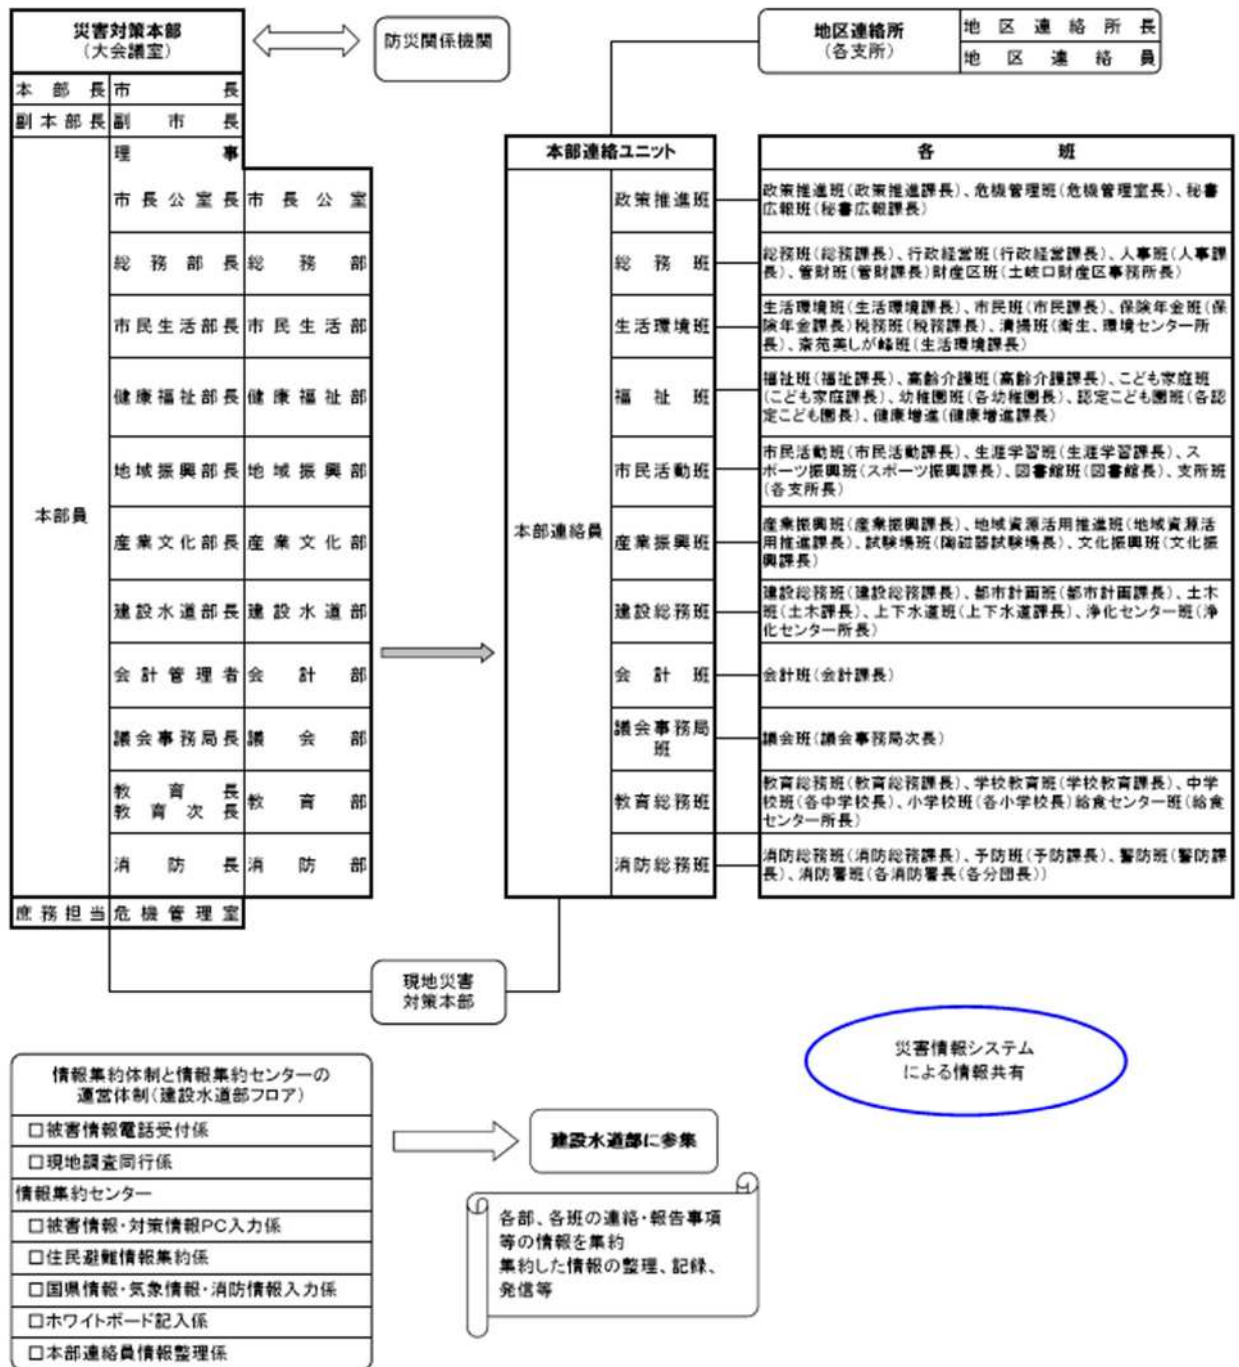 災害対策本部
(大会議室)
防災関係機関
地区連絡所
(各支所)
地区連絡所長
地区連絡員
本部長 市長
副本部長 副市長
本部員
理事
市長公室長 市長公室
総務部長 総務部
市民生活部長 市民生活部
健康福祉部長 健康福祉部
地域振興部長 地域振興部
産業文化部長 産業文化部
建設水道部長 建設水道部
会計管理者 会計部
議会事務局長 議会部
教育長
教育次長
教育部
消防長 消防部
庶務担当 危機管理室
本部連絡ユニット
各班
本部連絡員
政策推進班
政策推進班(政策推進課長)、危機管理班(危機管理室長)、秘書
広報班(秘書広報課長)
総務班
総務班(総務課長)、行政経営班(行政経営課長)、人事班(人事課
長)、管財班(管財課長)財産区班(土岐口財産区事務所長)
生活環境班
生活環境班(生活環境課長)、市民班(市民課長)、保険年金班(保
険年金課長)税務班(税務課長)、清掃班(衛生、環境センター所
長)、斎苑美しが峰班(生活環境課長)
福祉班
福祉班(福祉課長)、高齢介護班(高齢介護課長)、こども家庭班
(こども家庭課長)、幼稚園班(各幼稚園長)、認定こども園班(各認
定こども園長)、健康増進(健康増進課長)
市民活動班
市民活動班(市民活動課長)、生涯学習班(生涯学習課長)、ス
ポーツ振興班(スポーツ振興課長)、図書館班(図書館長)、支所班
(各支所長)
産業振興班
産業振興班(産業振興課長)、地域資源活用推進班(地域資源活
用推進課長)、試験場班(陶磁器試験場長)、文化振興班(文化振
興課長)
建設総務班
建設総務班(建設総務課長)、都市計画班(都市計画課長)、土木
班(土木課長)、上下水道班(上下水道課長)、浄化センター班(浄
化センター所長)
会計班
会計班(会計課長)
議会事務局
班
議会班(議会事務局次長)
教育総務班
教育総務班(教育総務課長)、学校教育班(学校教育課長)、中学
校班(各中学校長)、小学校班(各小学校長)給食センター班(給食
センター所長)
消防総務班
消防総務班(消防総務課長)、予防班(予防課長)、警防班(警防課
長)、消防署班(各消防署長(各分団長))
現地災害
対策本部
災害情報システム
による情報共有
情報集約体制と情報集約センターの
運営体制(建設水道部フロア)
□被害情報電話受付係
□現地調査同行係
情報集約センター
□被害情報・対策情報PC入力係
□住民避難情報集約係
□国県情報・気象情報・消防情報入力係
□ホワイトボード記入係
□本部連絡員情報整理係
建設水道部に参集
各部、各班の連絡・報告事項
等の情報を集約
集約した情報の整理、記録、
発信等